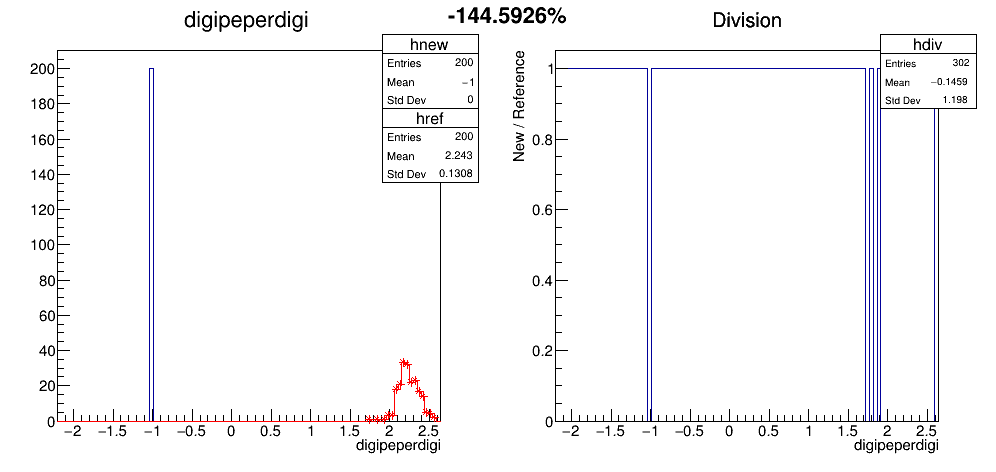 -144.5926%
digipeperdigi
hnew
Entries 200
Mean −1
Std Dev 0
href
Entries 200
Mean 2.243
Std Dev 0.1308
200
180
160
140
120
100
80
60
40
20
0
−2 −1.5 −1 −0.5 0 0.5 1 1.5 2 2.5
digipeperdigi
Division
hdiv
Entries 302
Mean −0.1459
Std Dev 1.198
New / Reference
1
0.8
0.6
0.4
0.2
0
−2 −1.5 −1 −0.5 0 0.5 1 1.5 2 2.5
digipeperdigi